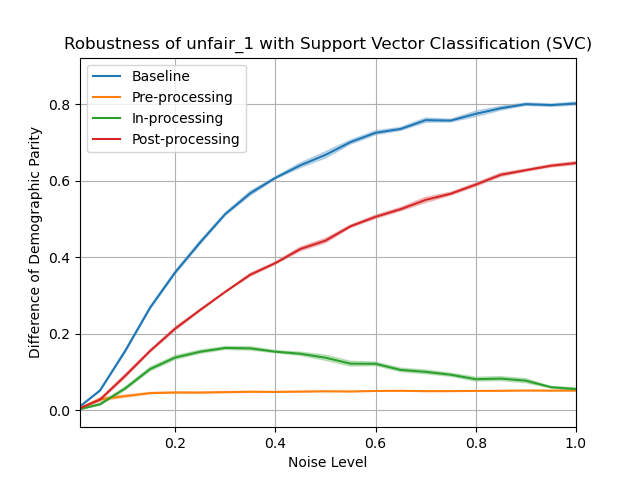 Robustness of unfair_1 with Support Vector Classification (SVC)
Baseline
Pre-processing
In-processing
Post-processing
Difference of Demographic Parity
0.8
0.6
0.4
0.2
0.0
0.2 0.4 0.6 0.8 1.0
Noise Level